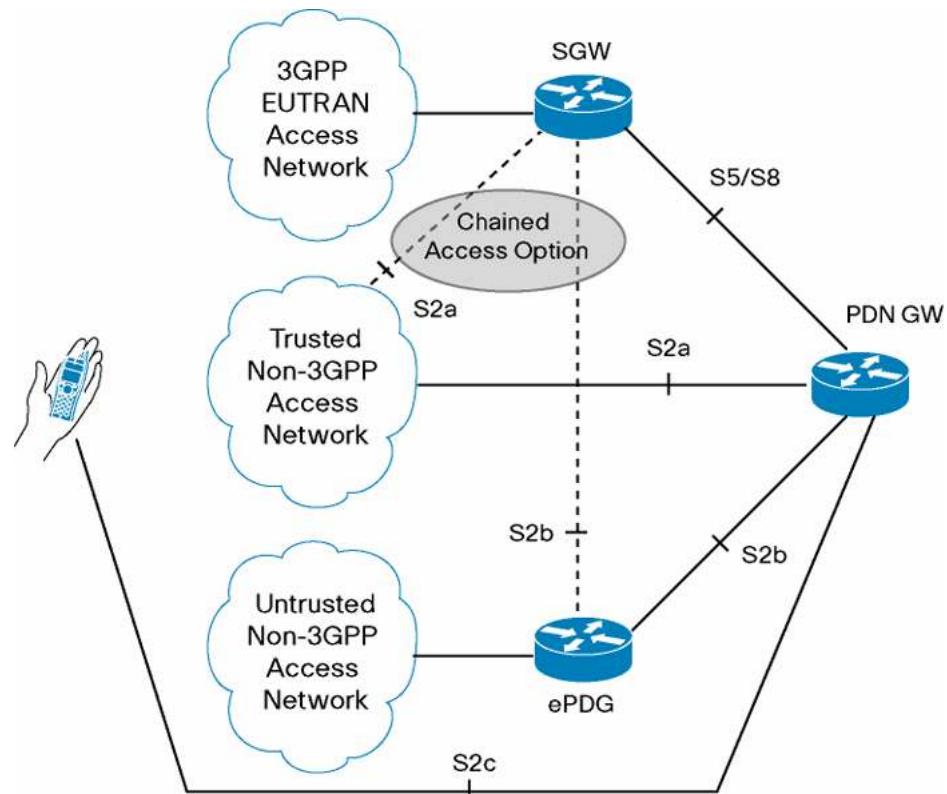 SGW
3GPP
EUTRAN
Access
Network
S5/S8
Chained
Access Option
S2a
PDN GW
Trusted
Non-3GPP
Access
Network
S2a
S2b
S2b
Untrusted
Non-3GPP
Access
Network
ePDG
S2c